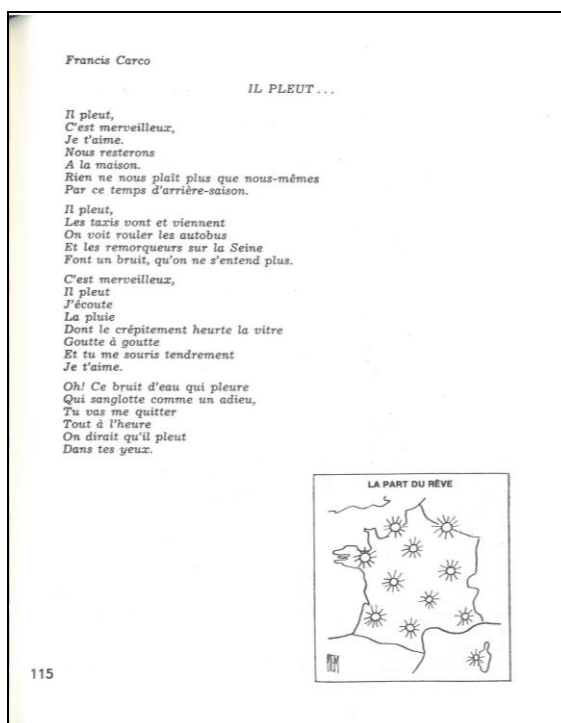 Francis Carco
IL PLEUT ...
Il pleut,
C'est merveilleux,
Je t'aime.
Nous resterons
A la maison.
Rien ne nous plaît plus que nous-mêmes
Par ce temps d'arrière-saison.
Il pleut,
Les taxis vont et viennent
On voit rouler les autobus
Et les remorqueurs sur la Seine
Font un bruit, qu'on ne s'entend plus.
C'est merveilleux,
Il pleut
J'écoute
La pluie
Dont le crépitement heurte la vitre
Goutte à goutte
Et tu me souris tendrement
Je t'aime.
Oh! Ce bruit d'eau qui pleure
Qui sanglotte comme un adieu,
Tu vas me quitter
Tout à l'heure
On dirait qu'il pleut
Dans tes yeux.
LA PART DU RÊVE
115